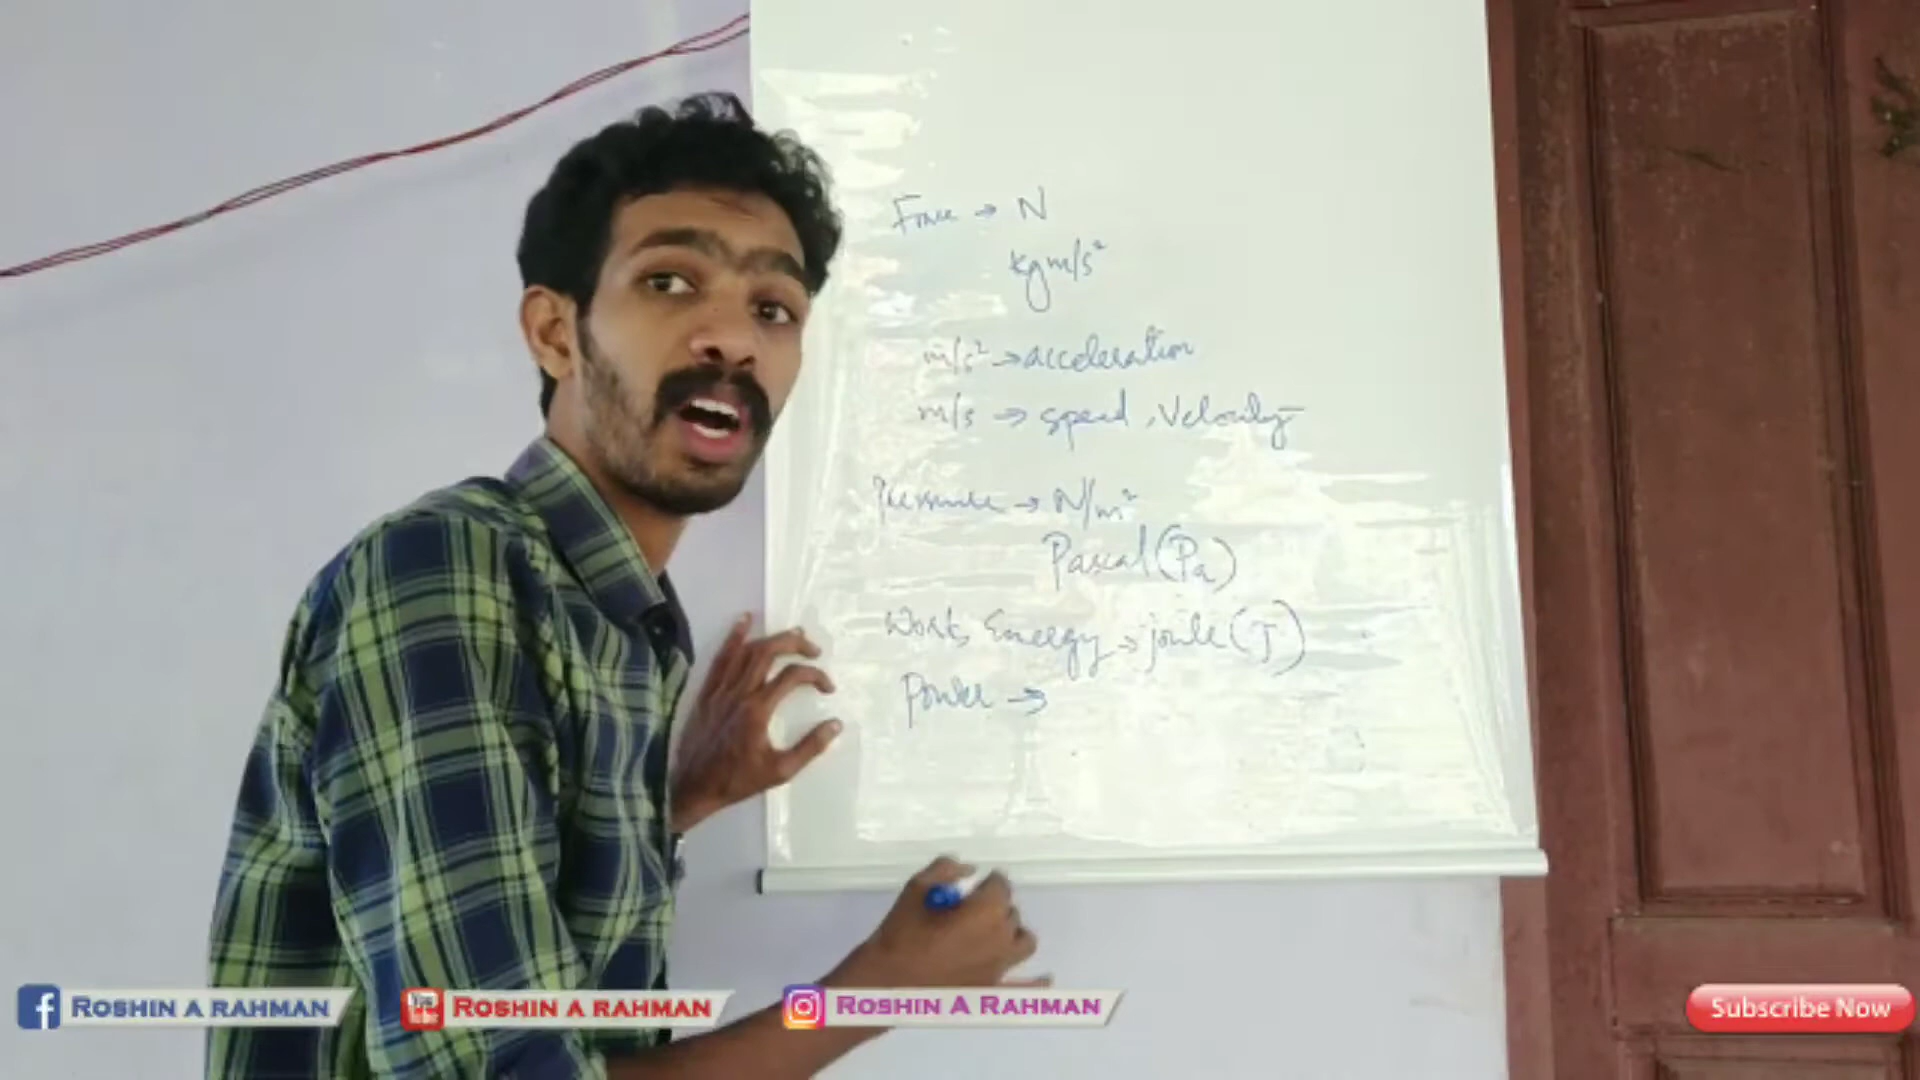 Force → N
kgm/s²
m/s² → acceleration
m/s → speed, Velocity
Pressure → N/m²
Pascal (Pa)
Work, Energy → joule (J)
Power →
ROSHIN A RAHMAN
ROSHIN A RAHMAN
ROSHIN A RAHMAN
Subscribe Now